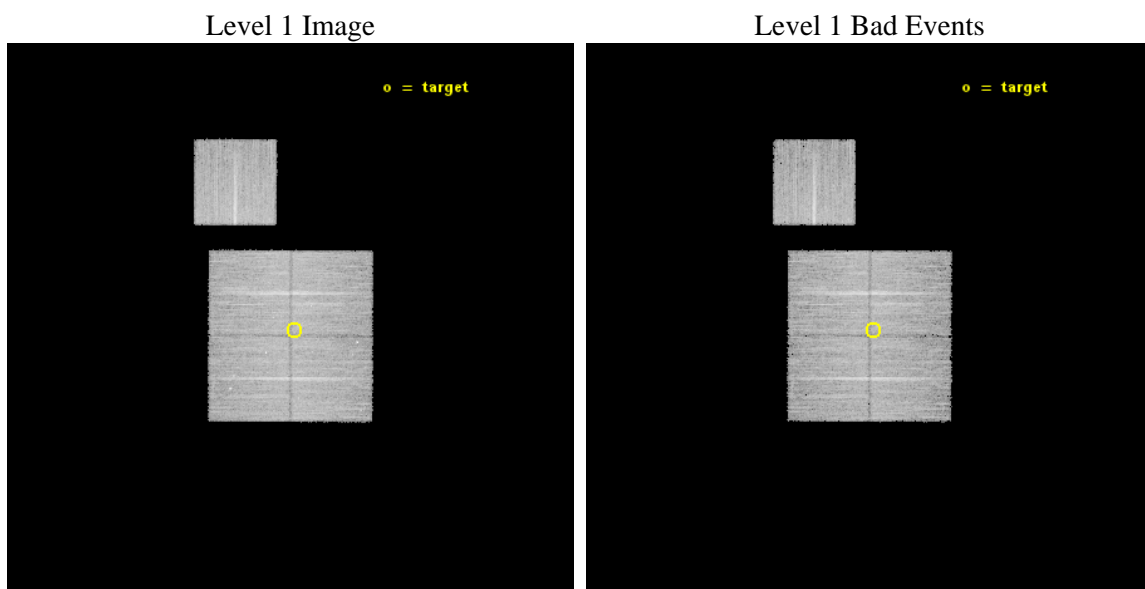 Level 1 Image
Level 1 Bad Events
o = target
o = target